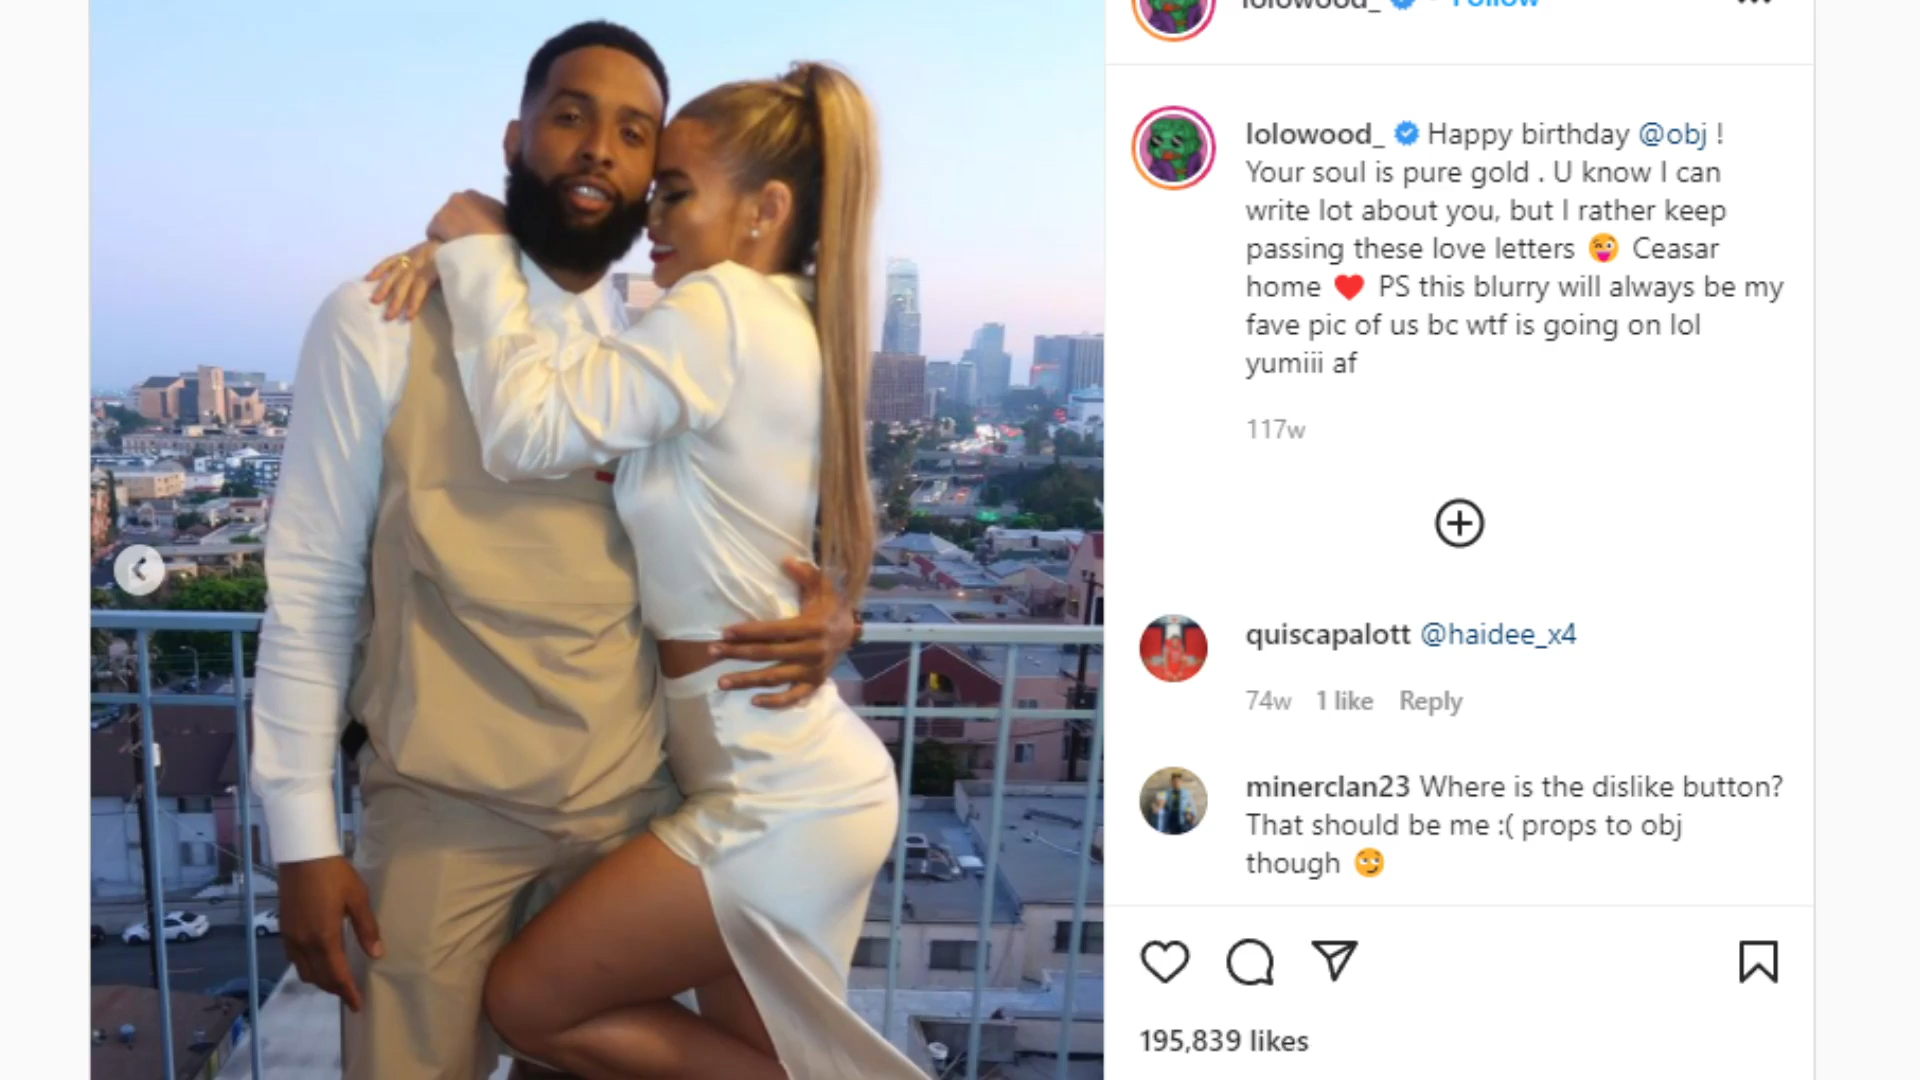 lolowood_ • Follow
lolowood_ Happy birthday @obj !
Your soul is pure gold . U know I can
write lot about you, but I rather keep
passing these love letters 😜 Ceasar
home ♥️ PS this blurry will always be my
fave pic of us bc wtf is going on lol
yumiii af
117w
quiscapalott @haidee_x4
74w 1 like Reply
minerclan23 Where is the dislike button?
That should be me :( props to obj
though 😏
195,839 likes